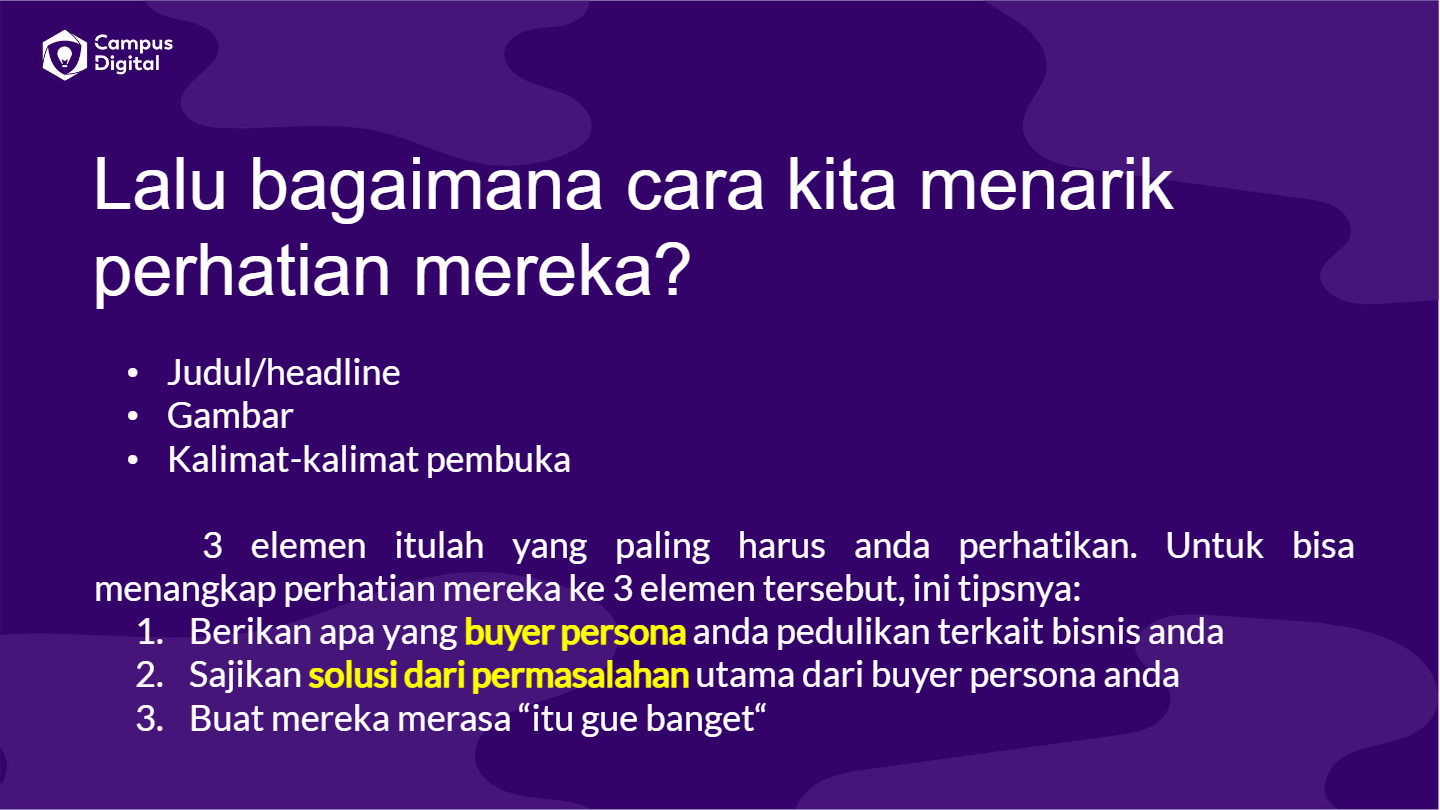 Campus
Digital
Lalu bagaimana cara kita menarik
perhatian mereka?
• Judul/headline
• Gambar
• Kalimat-kalimat pembuka
3 elemen itulah yang paling harus anda perhatikan. Untuk bisa
menangkap perhatian mereka ke 3 elemen tersebut, ini tipsnya:
1. Berikan apa yang buyer persona anda pedulikan terkait bisnis anda
2. Sajikan solusi dari permasalahan utama dari buyer persona anda
3. Buat mereka merasa “itu gue banget“